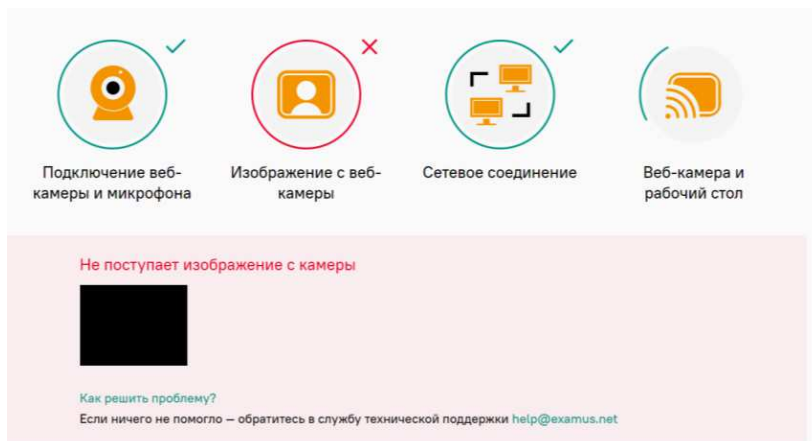 Подключение веб-
камеры и микрофона
Изображение с веб-
камеры
Сетевое соединение
Веб-камера и
рабочий стол
Не поступает изображение с камеры
Как решить проблему?
Если ничего не помогло — обратитесь в службу технической поддержки help@examus.net